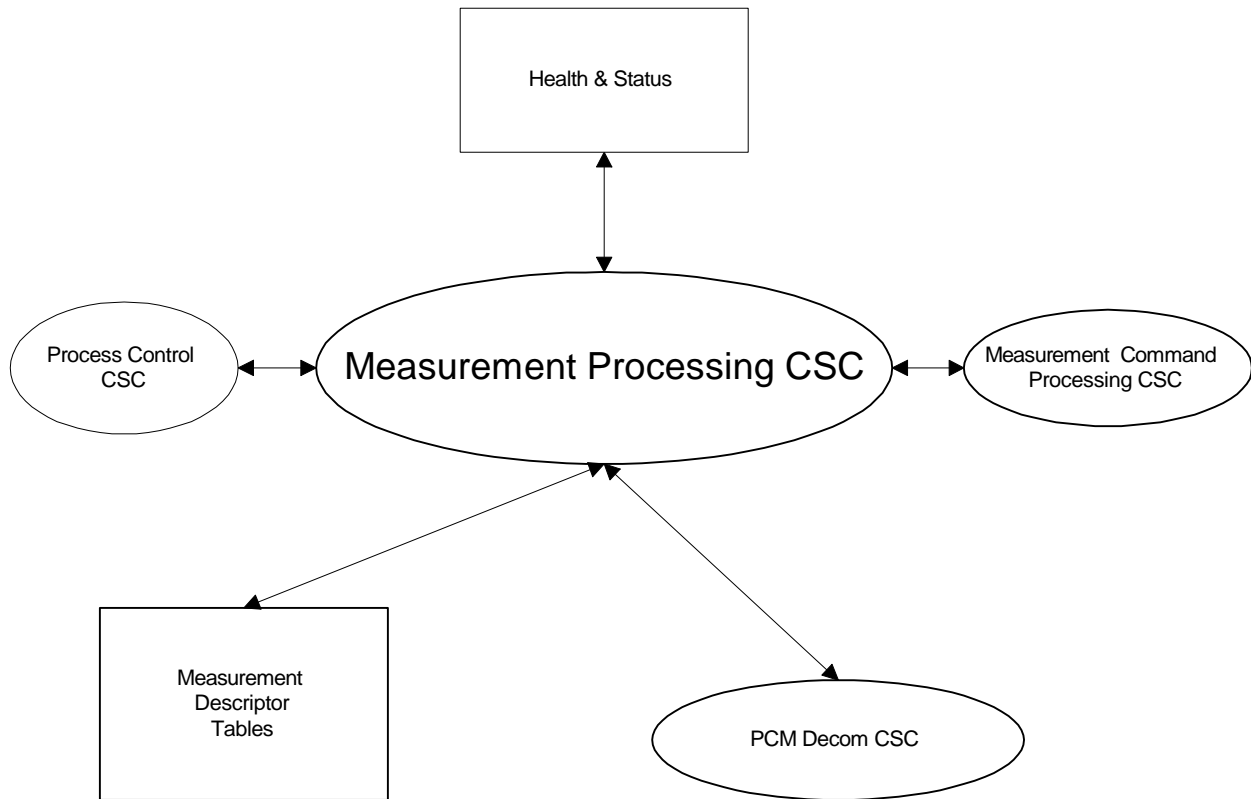 Health & Status
Process Control
CSC
Measurement Processing CSC
Measurement Command
Processing CSC
Measurement
Descriptor
Tables
PCM Decom CSC